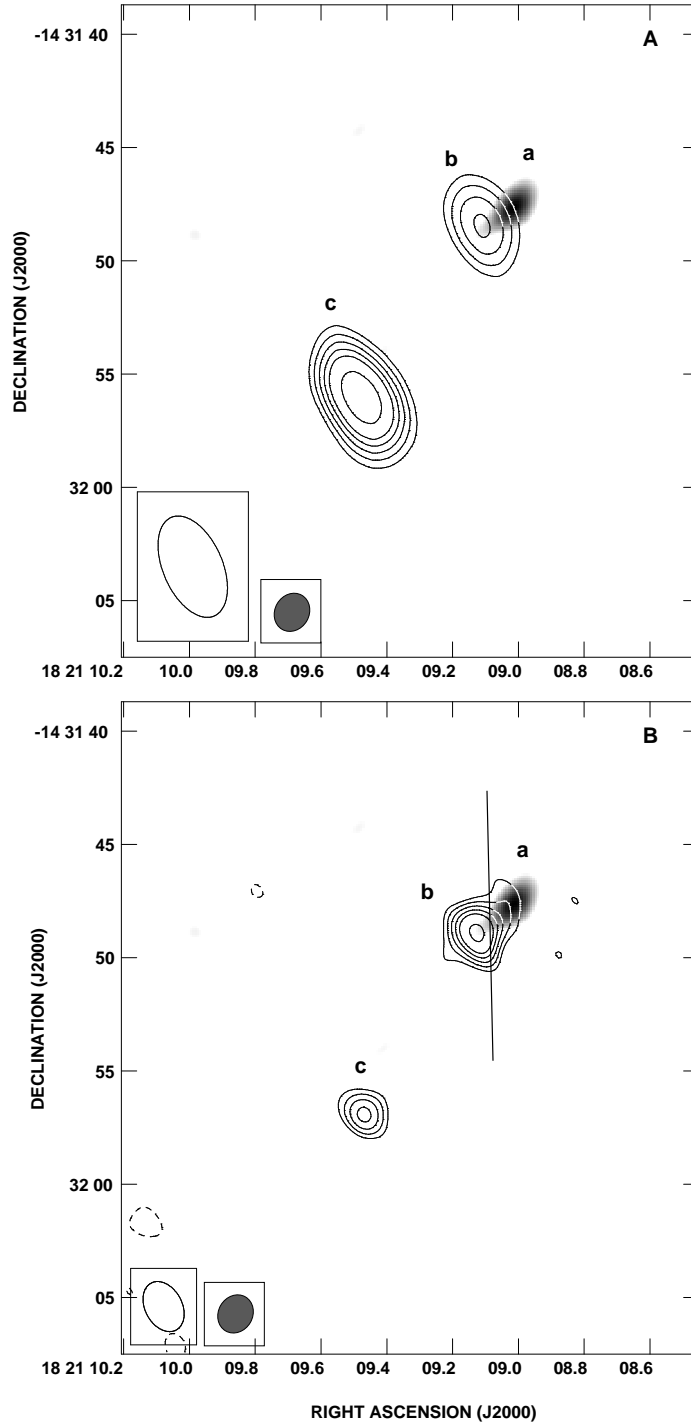 A
-14 31 40
a
b
45
50
c
55
32 00
05
DECLINATION (J2000)
18 21 10.2 10.0 09.8 09.6 09.4 09.2 09.0 08.8 08.6
B
-14 31 40
45
a
b
50
c
55
32 00
05
DECLINATION (J2000)
18 21 10.2 10.0 09.8 09.6 09.4 09.2 09.0 08.8 08.6
RIGHT ASCENSION (J2000)